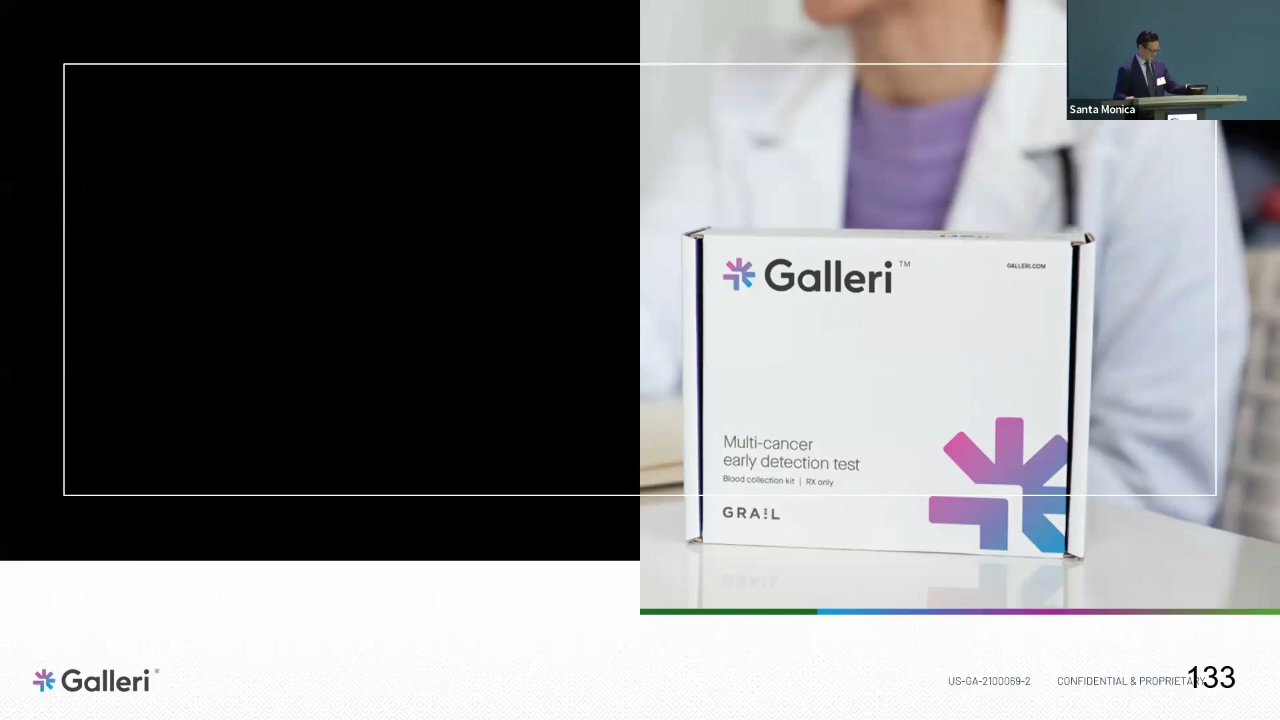 Santa Monica
Galleri™
GALLERI.COM
Multi-cancer
early detection test
Blood collection kit | RX only
GRAIL
Galleri®
US-GA-2100069-2 CONFIDENTIAL & PROPRIETARY 133